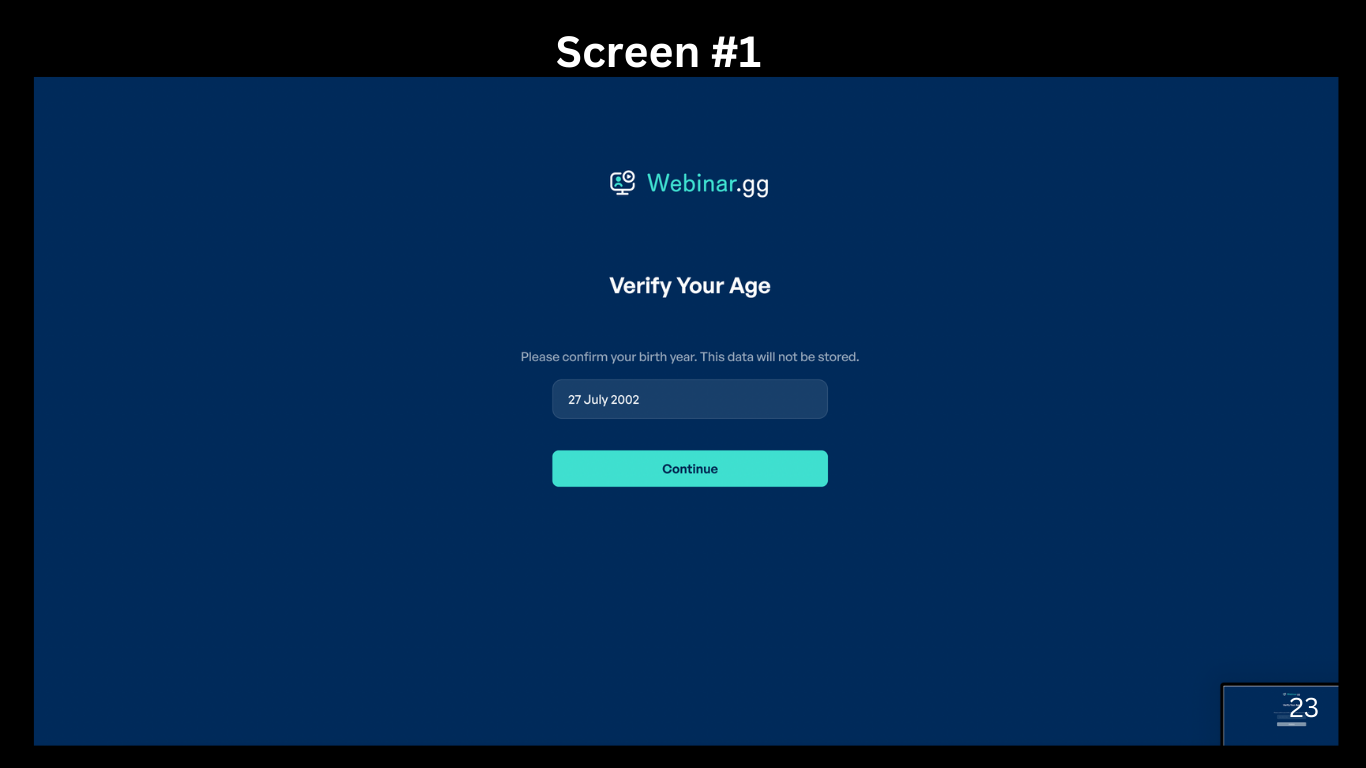 Screen #1
Webinar.gg
Verify Your Age
Please confirm your birth year. This data will not be stored.
27 July 2002
Continue
23